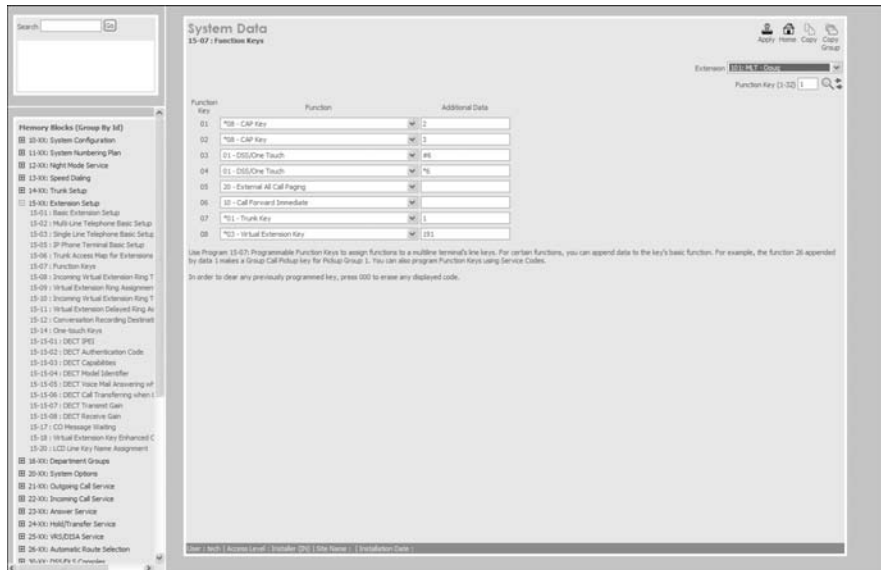 Search:
Go
System Data
15-07 : Function Keys
Apply
Home
Copy
Copy Group
Extension
101: MLT - Doug
Function Key (1-32)
1
Function Key
Function
Additional Data
01
*08 - CAP Key
2
02
*08 - CAP Key
3
03
01 - DSS/One Touch
#6
04
01 - DSS/One Touch
*6
05
20 - External All Call Paging
06
10 - Call Forward Immediate
07
*01 - Trunk Key
1
08
*03 - Virtual Extension Key
151
Use Program 15-07: Programmable Function Keys to assign functions to a multiline terminal's line keys. For certain functions, you can append data to the key's basic function. For example, the function 26 appended
by data 1 makes a Group Call Pickup key for Pickup Group 1. You can also program Function Keys using Service Codes.
In order to clear any previously programmed key, press 000 to erase any displayed code.
Memory Blocks (Group By Id)
10-XX: System Configuration
11-XX: System Numbering Plan
12-XX: Night Mode Service
13-XX: Speed Dialing
14-XX: Trunk Setup
15-XX: Extension Setup
15-01 : Basic Extension Setup
15-02 : Multi-Line Telephone Basic Setup
15-03 : Single Line Telephone Basic Setup
15-05 : IP Phone Terminal Basic Setup
15-06 : Trunk Access Map for Extensions
15-07 : Function Keys
15-08 : Incoming Virtual Extension Ring T
15-09 : Virtual Extension Ring Assignmen
15-10 : Incoming Virtual Extension Ring T
15-11 : Virtual Extension Delayed Ring As
15-12 : Conversation Recording Destinati
15-14 : One-touch Keys
15-15-01 : DECT IPEI
15-15-02 : DECT Authentication Code
15-15-03 : DECT Capabilities
15-15-04 : DECT Model Identifier
15-15-05 : DECT Voice Mail Answering wh
15-15-06 : DECT Call Transferring when
15-15-07 : DECT Transmit Gain
15-15-08 : DECT Receive Gain
15-17 : CO Message Waiting
15-18 : Virtual Extension Key Enhanced O
15-20 : LCD Line Key Name Assignment
16-XX: Department Groups
20-XX: System Options
21-XX: Outgoing Call Service
22-XX: Incoming Call Service
23-XX: Answer Service
24-XX: Hold/Transfer Service
25-XX: VRS/DISA Service
26-XX: Automatic Route Selection
30-XX: DSS/DLS Consoles
User : tech | Access Level : Installer (IN) | Site Name : | Installation Date :